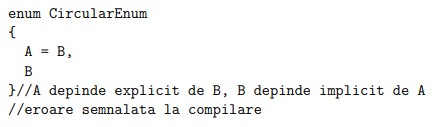 enum CircularEnum
{
  A = B,
  B
}//A depinde explicit de B, B depinde implicit de A
//eroare semnalata la compilare